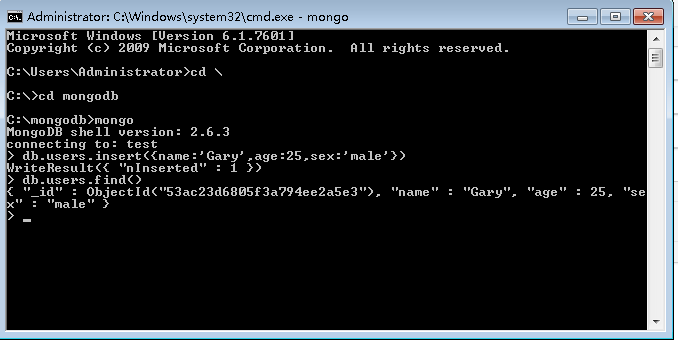 Administrator: C:\Windows\system32\cmd.exe - mongo
Microsoft Windows [Version 6.1.7601]
Copyright (c) 2009 Microsoft Corporation.  All rights reserved.
C:\Users\Administrator>cd \
C:\>cd mongodb
C:\mongodb>mongo
MongoDB shell version: 2.6.3
connecting to: test
> db.users.insert({name:'Gary',age:25,sex:'male'})
WriteResult({ "nInserted" : 1 })
> db.users.find()
{ "_id" : ObjectId("53ac23d6805f3a794ee2a5e3"), "name" : "Gary", "age" : 25, "se
x" : "male" }
> _